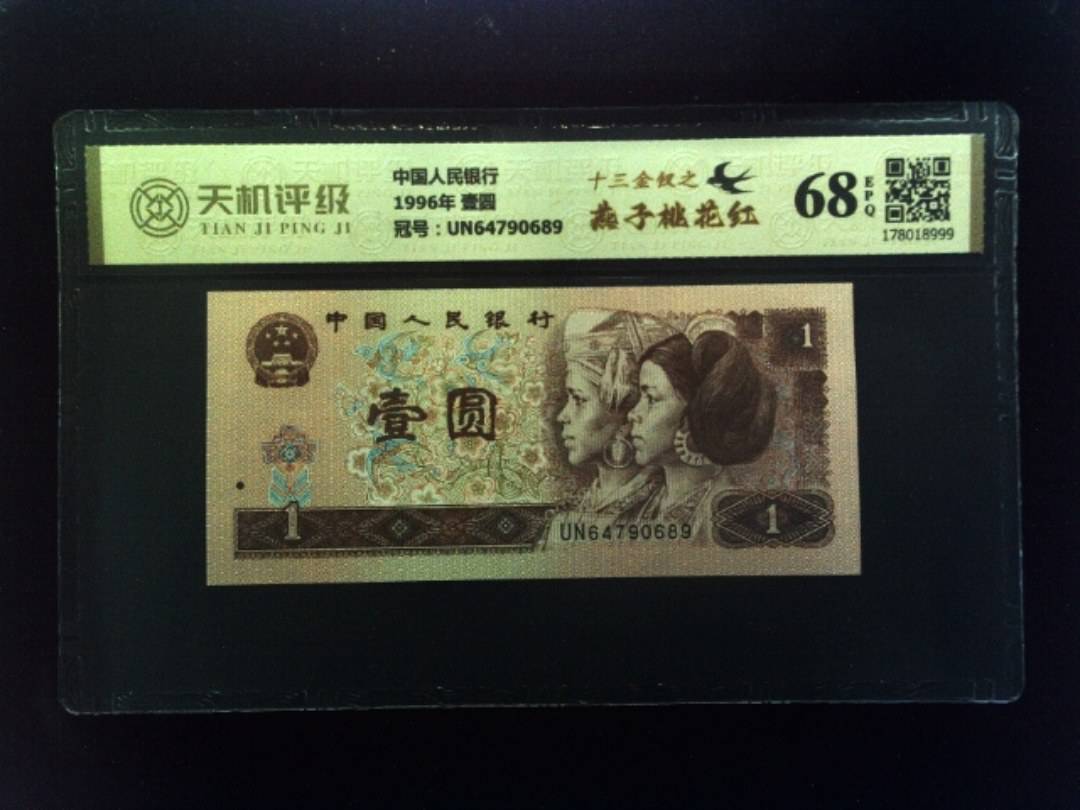 天机评级
TIAN JI PING JI
中国人民银行
1996年 壹圆
冠号：UN64790689
十三金钗之
燕子桃花红
68
EPQ
178018999
中国人民银行
壹圆
1
1
UN64790689
1